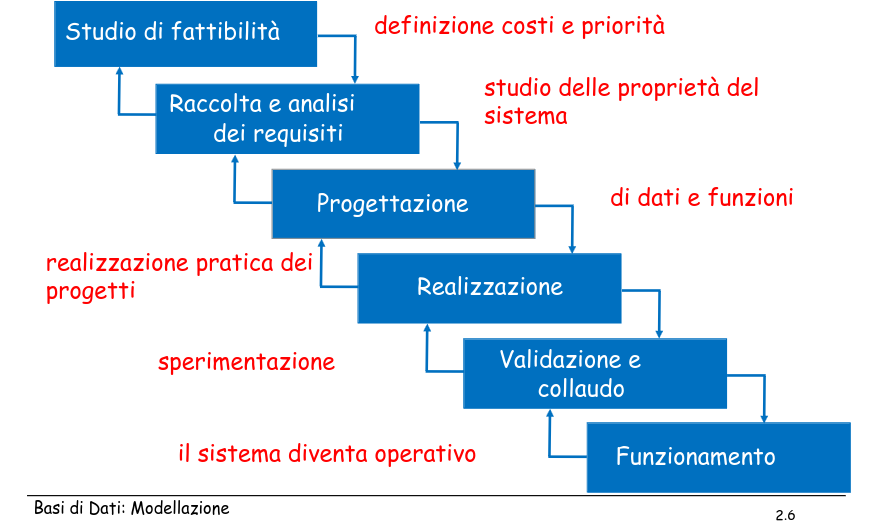 Studio di fattibilità
definizione costi e priorità
Raccolta e analisi
dei requisiti
studio delle proprietà del
sistema
Progettazione
di dati e funzioni
realizzazione pratica dei
progetti
Realizzazione
sperimentazione
Validazione e
collaudo
il sistema diventa operativo
Funzionamento
Basi di Dati: Modellazione
2.6